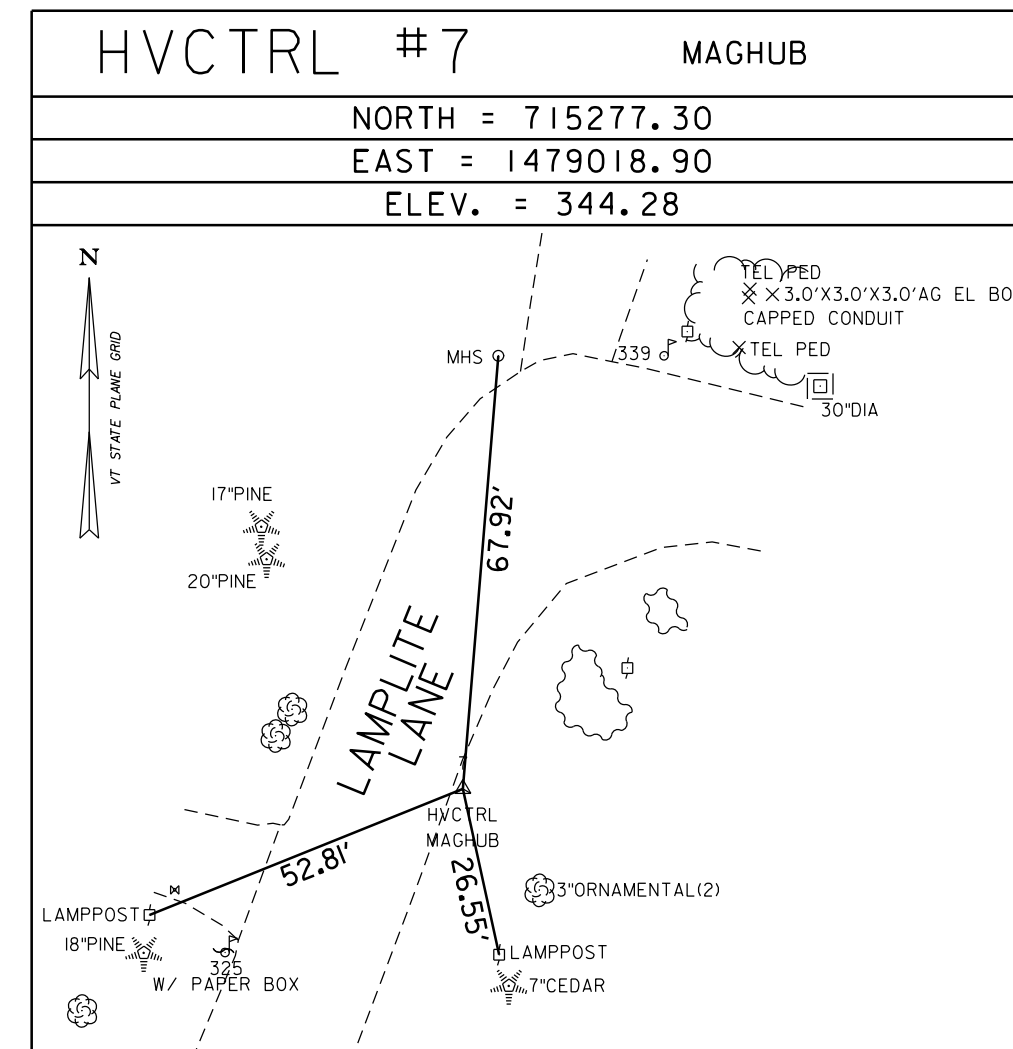 HVCTRL #7 MAGHUB
NORTH = 715277.30
EAST = 1479018.90
ELEV. = 344.28
N
VT STATE PLANE GRID
TEL PED
3.0'X3.0'X3.0'AG EL BO
CAPPED CONDUIT
339
TEL PED
MHS
30"DIA
17"PINE
20"PINE
67.92'
LAMPLITE
LANE
HVCTRL
MAGHUB
52.81'
26.55'
3"ORNAMENTAL(2)
LAMPPOST
18"PINE
325
W/ PAPER BOX
LAMPPOST
7"CEDAR